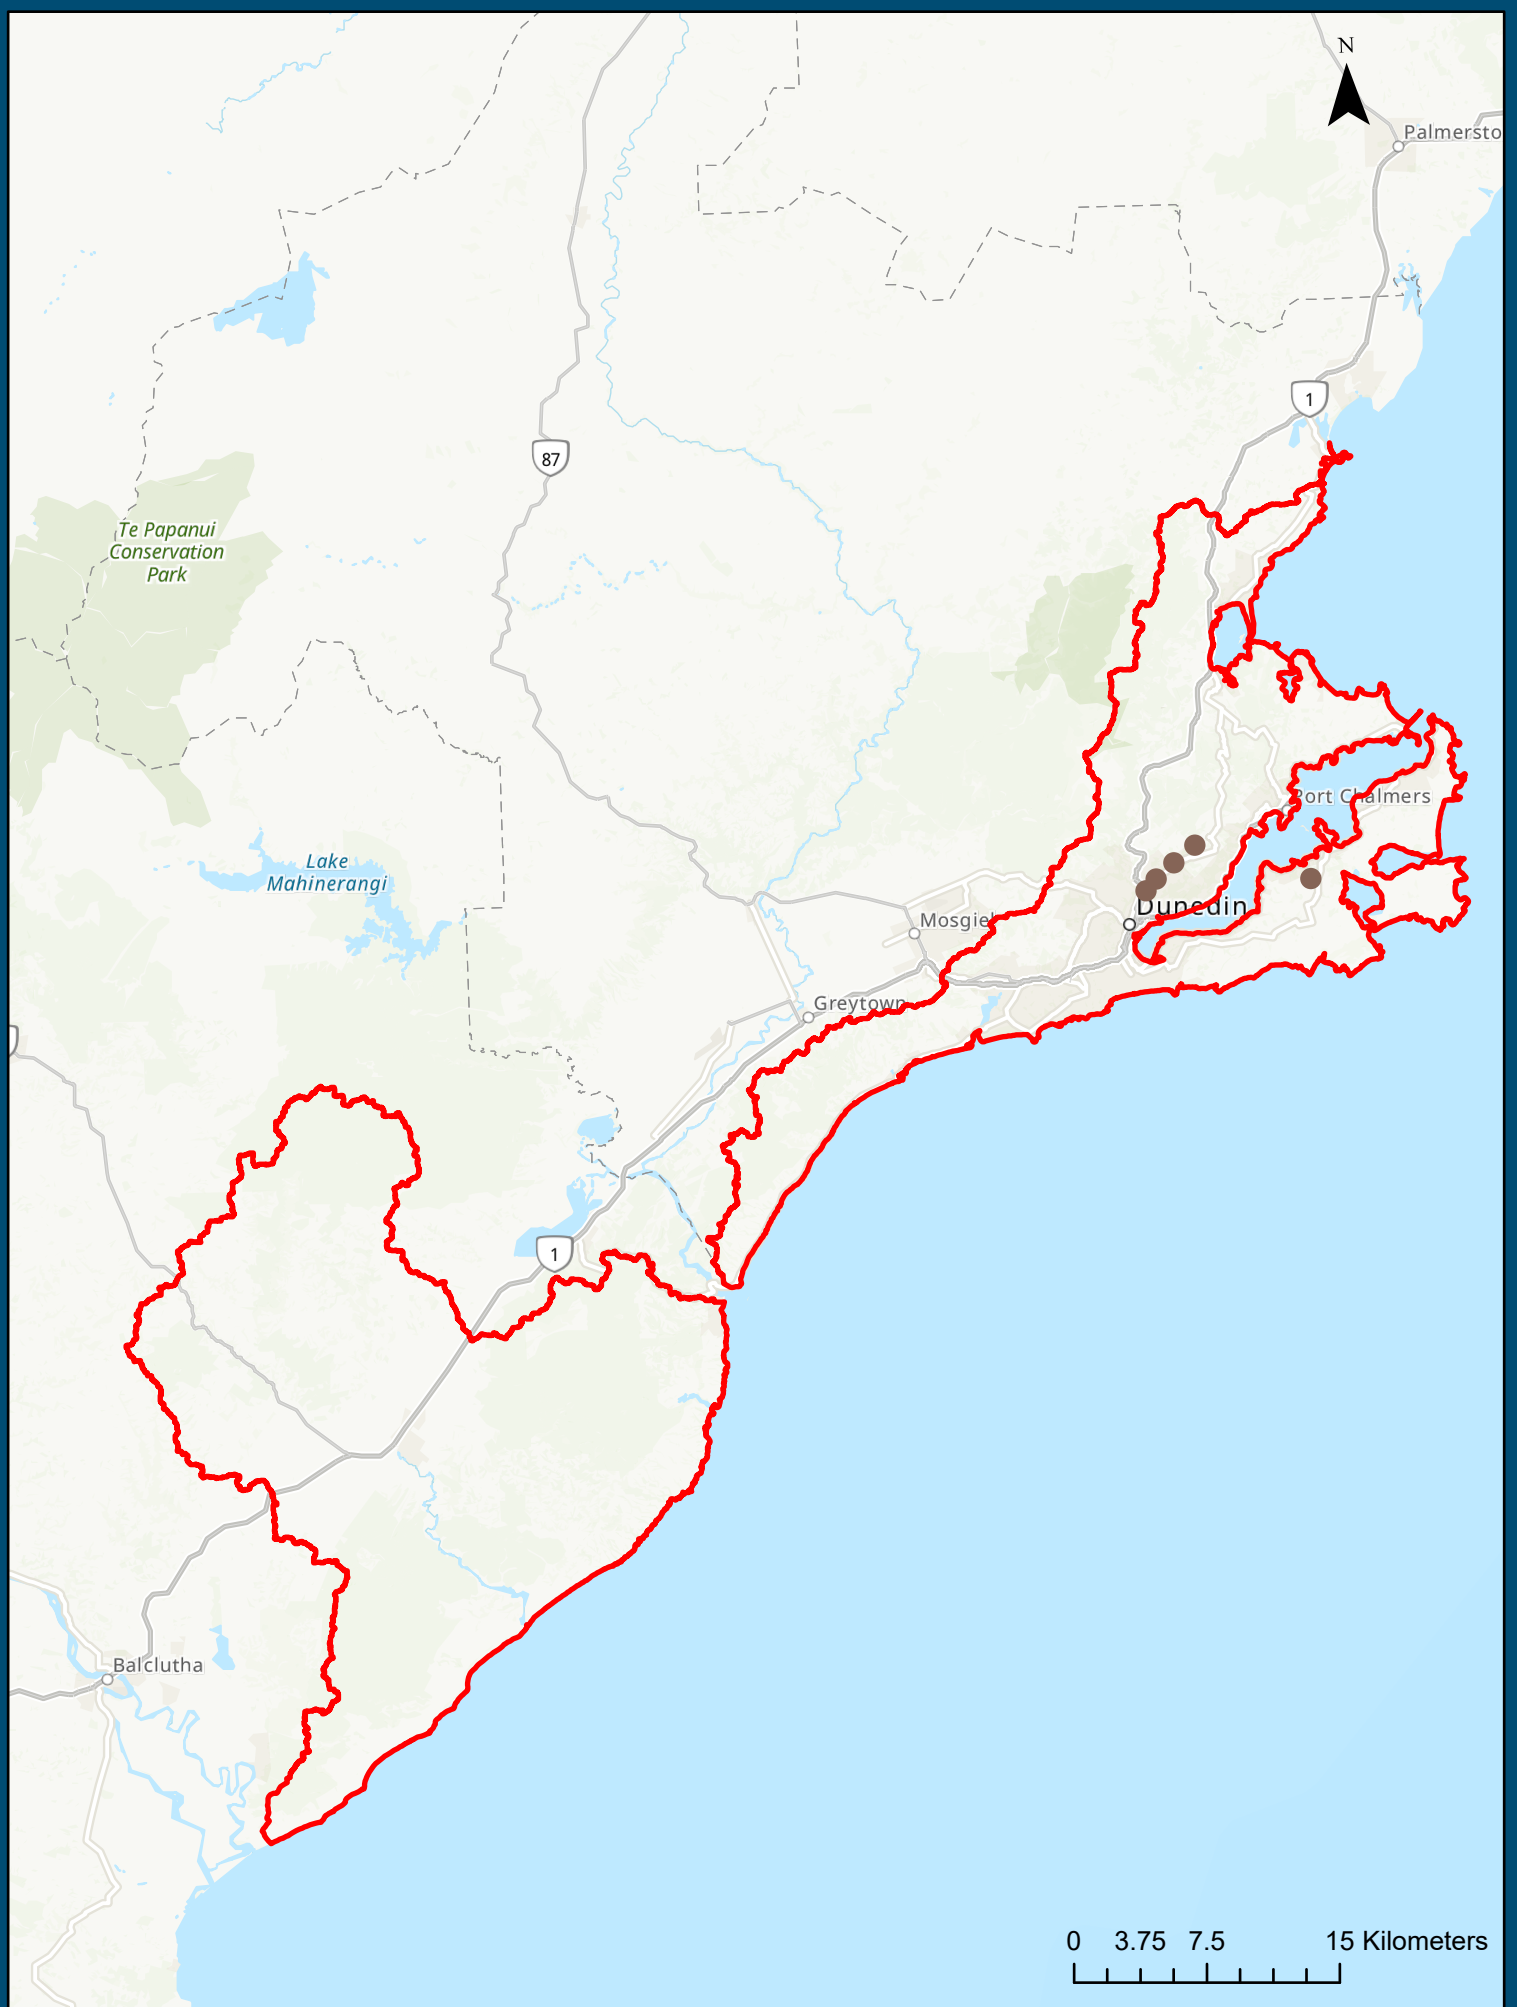 N
Palmersto
1
87
Te Papanui
Conservation
Park
Port Chalmers
Lake
Mahinerangi
Dunedin
Mosgiel
Greytown
1
Balclutha
0 3.75 7.5 15 Kilometers